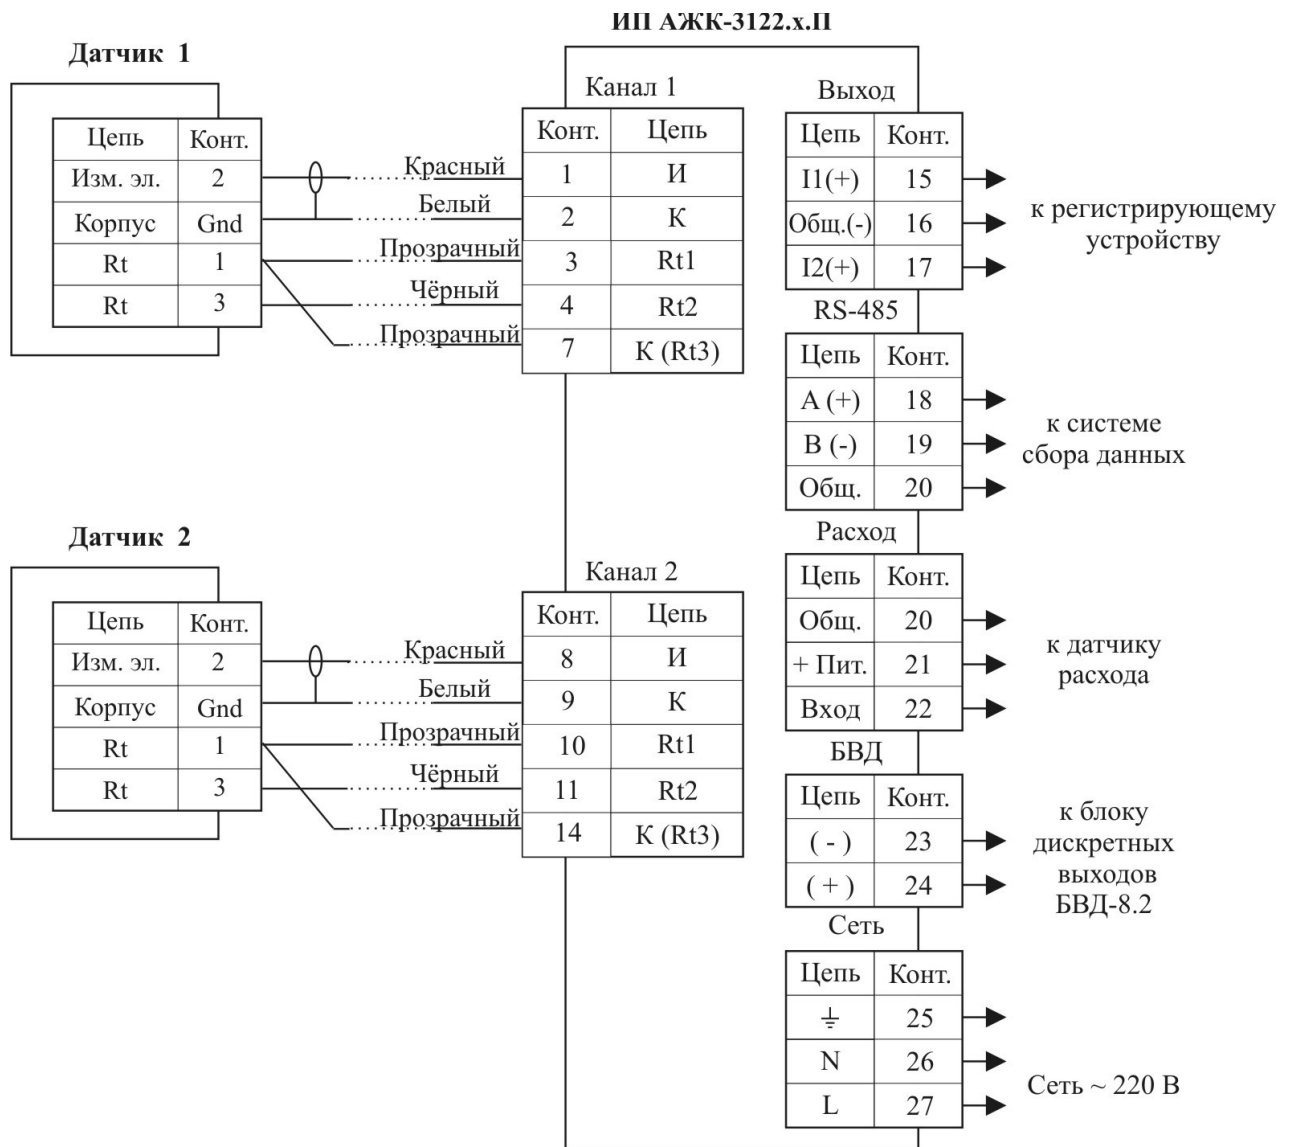 ИП АЖК-3122.х.П
Датчик 1
Цепь Конт.
Изм. эл. 2
Корпус Gnd
Rt 1
Rt 3
Красный
Белый
Прозрачный
Чёрный
Прозрачный
Канал 1
Конт. Цепь
1 И
2 К
3 Rt1
4 Rt2
7 К (Rt3)
Датчик 2
Цепь Конт.
Изм. эл. 2
Корпус Gnd
Rt 1
Rt 3
Красный
Белый
Прозрачный
Чёрный
Прозрачный
Канал 2
Конт. Цепь
8 И
9 К
10 Rt1
11 Rt2
14 К (Rt3)
Выход
Цепь Конт.
I1(+) 15
Общ.(-) 16
I2(+) 17
к регистрирующему
устройству
RS-485
Цепь Конт.
А (+) 18
В (-) 19
Общ. 20
к системе
сбора данных
Расход
Цепь Конт.
Общ. 20
+ Пит. 21
Вход 22
к датчику
расхода
БВД
Цепь Конт.
( - ) 23
( + ) 24
к блоку
дискретных
выходов
БВД-8.2
Сеть
Цепь Конт.
⏚ 25
N 26
L 27
Сеть ~ 220 В